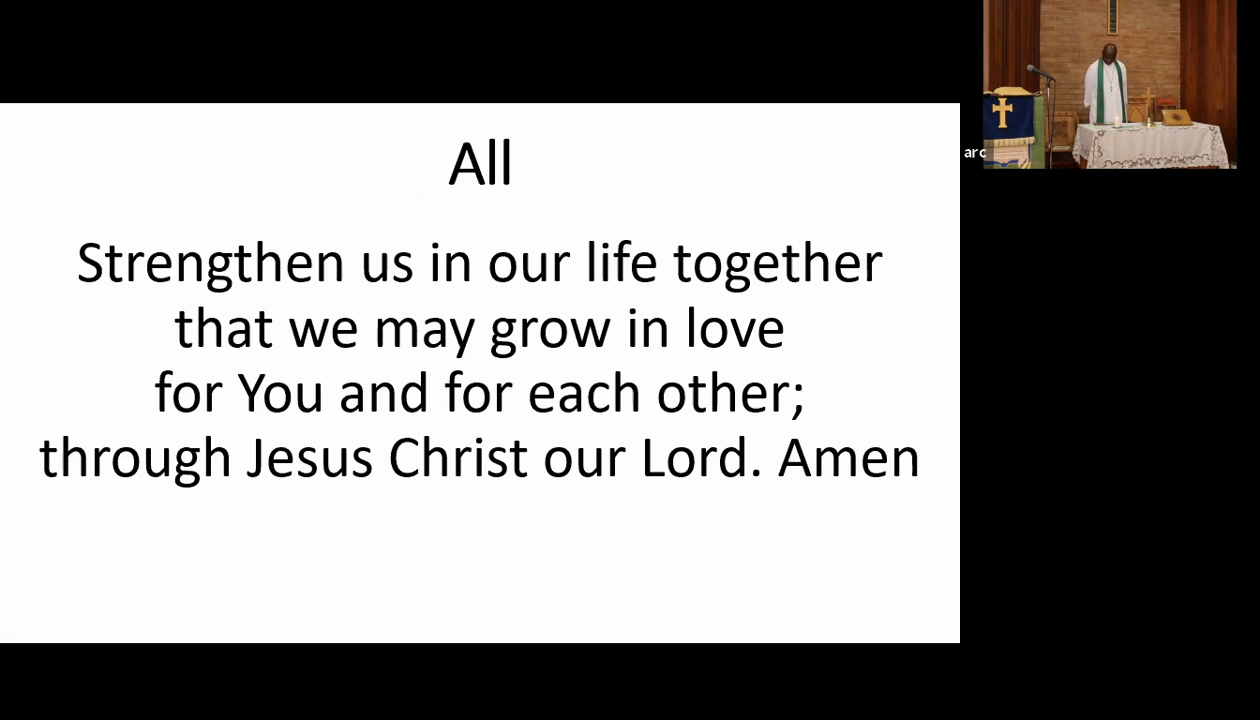 All
Strengthen us in our life together
that we may grow in love
for You and for each other;
through Jesus Christ our Lord. Amen
arc